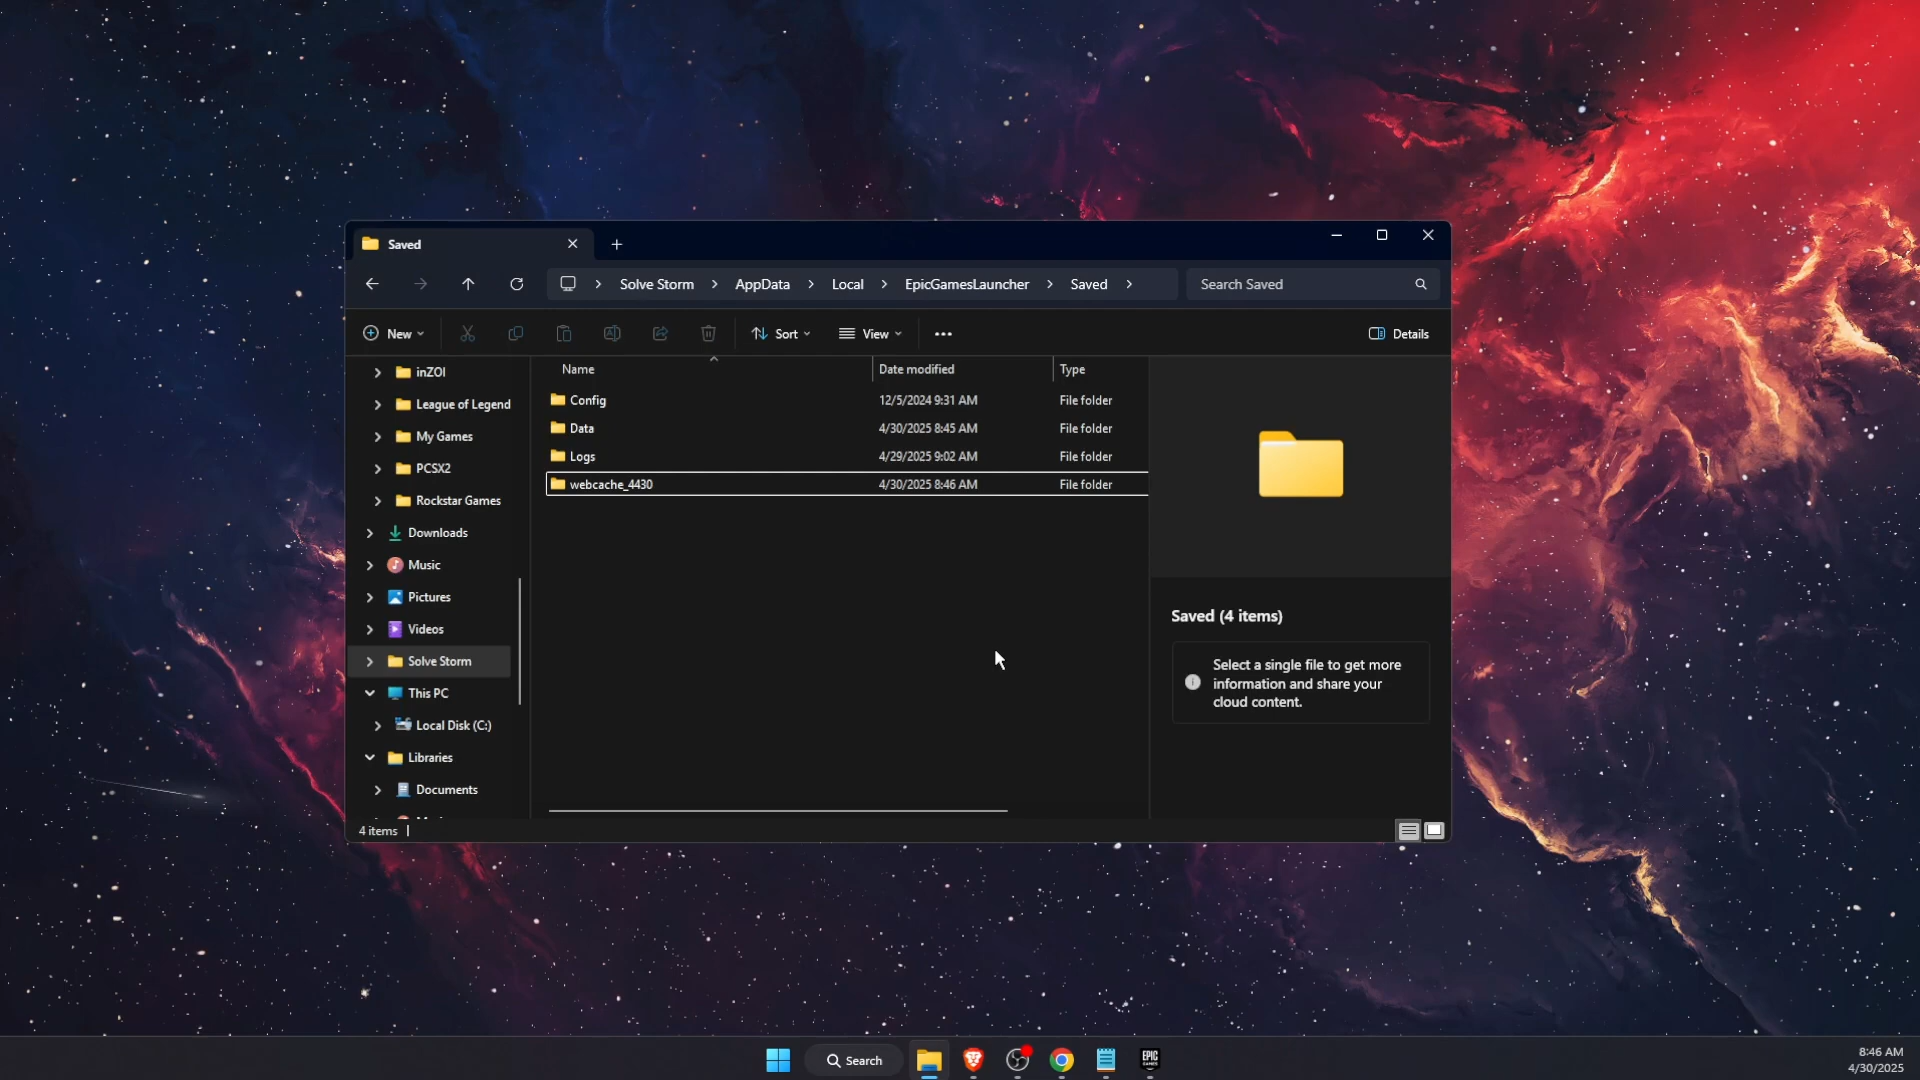 Saved
Solve Storm > AppData > Local > EpicGamesLauncher > Saved >
Search Saved
New
Sort
View
Details
Name
Date modified
Type
Config 12/5/2024 9:31 AM File folder
Data 4/30/2025 8:45 AM File folder
Logs 4/29/2025 9:02 AM File folder
webcache_4430 4/30/2025 8:46 AM File folder
inZOI
League of Legend
My Games
PCSX2
Rockstar Games
Downloads
Music
Pictures
Videos
Solve Storm
This PC
Local Disk (C:)
Libraries
Documents
Saved (4 items)
Select a single file to get more
information and share your
cloud content.
4 items
Search
EPIC
GAMES
8:46 AM
4/30/2025